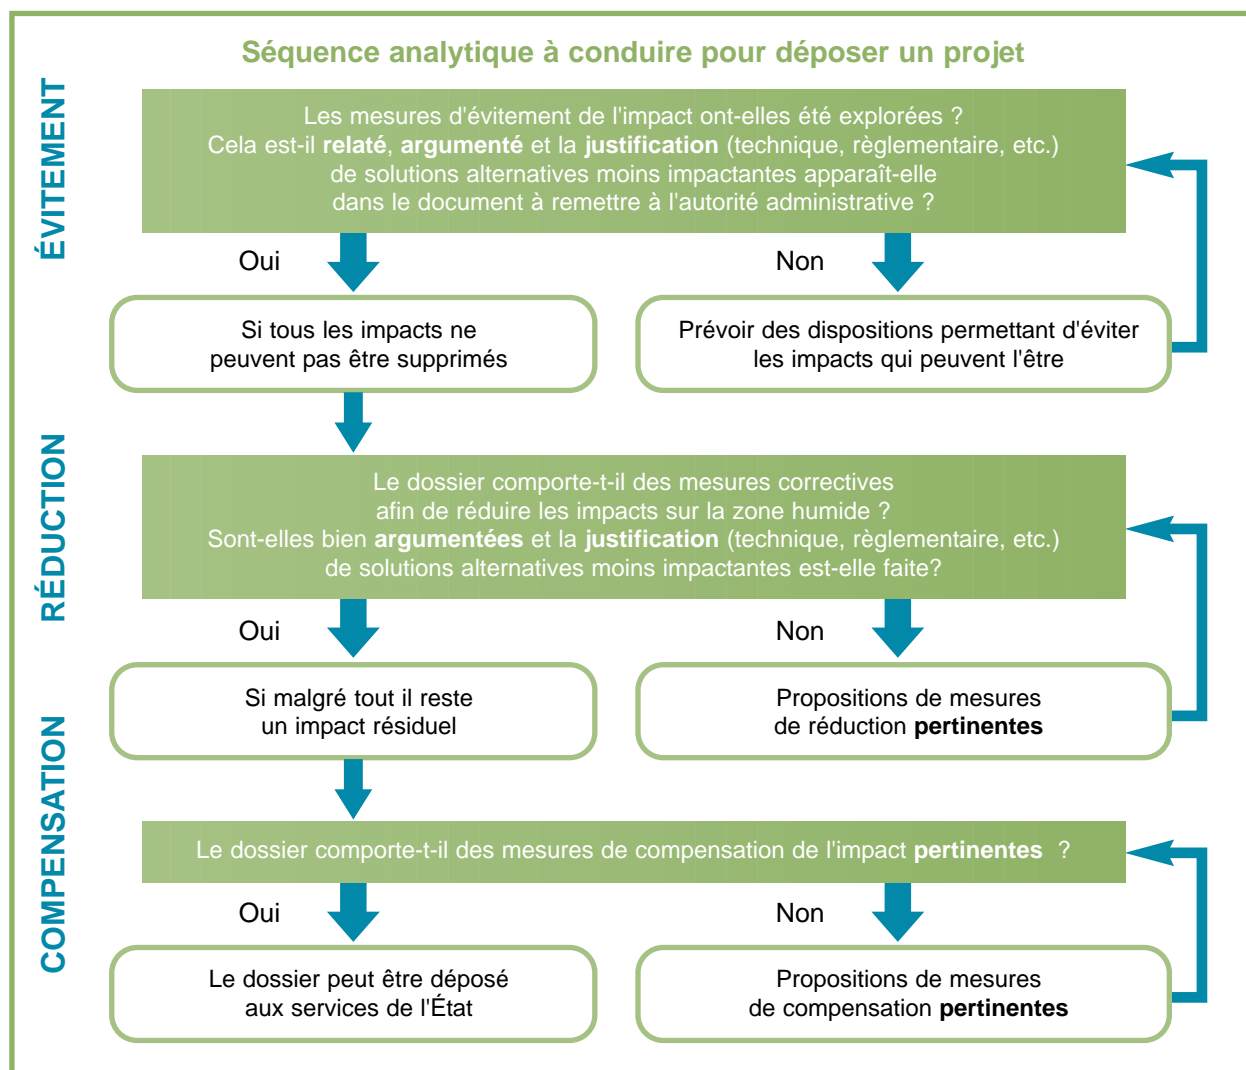 Séquence analytique à conduire pour déposer un projet
ÉVITEMENT
Les mesures d'évitement de l'impact ont-elles été explorées ?
Cela est-il relaté, argumenté et la justification (technique, règlementaire, etc.)
de solutions alternatives moins impactantes apparaît-elle
dans le document à remettre à l'autorité administrative ?
Oui
Non
Si tous les impacts ne
peuvent pas être supprimés
Prévoir des dispositions permettant d'éviter
les impacts qui peuvent l'être
RÉDUCTION
Le dossier comporte-t-il des mesures correctives
afin de réduire les impacts sur la zone humide ?
Sont-elles bien argumentées et la justification (technique, règlementaire, etc.)
de solutions alternatives moins impactantes est-elle faite?
Oui
Non
Si malgré tout il reste
un impact résiduel
Propositions de mesures
de réduction pertinentes
COMPENSATION
Le dossier comporte-t-il des mesures de compensation de l'impact pertinentes ?
Oui
Non
Le dossier peut être déposé
aux services de l'État
Propositions de mesures
de compensation pertinentes